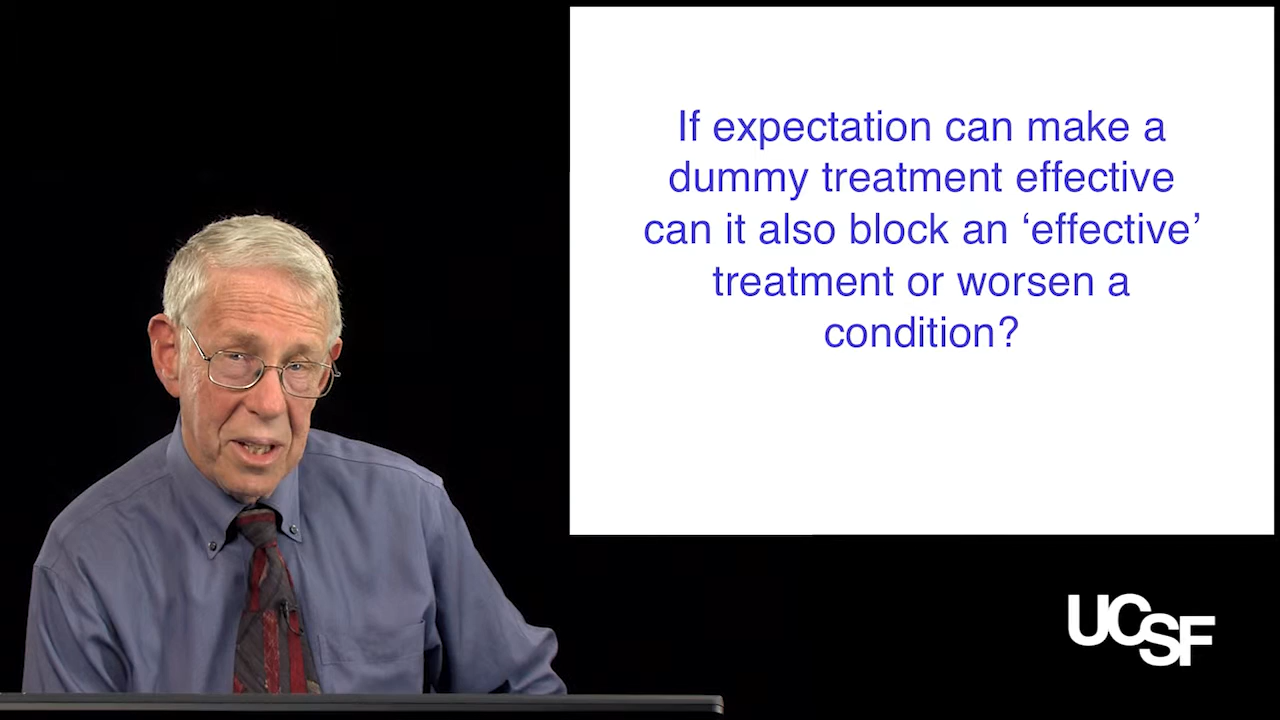 If expectation can make a
dummy treatment effective
can it also block an ‘effective’
treatment or worsen a
condition?
UCSF